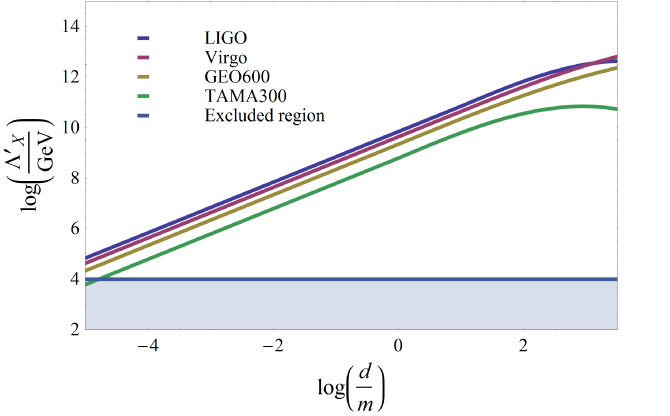 14
12
10
8
6
4
2
log(Λ′X/GeV)
LIGO
Virgo
GEO600
TAMA300
Excluded region
−4 −2 0 2
log(d/m)